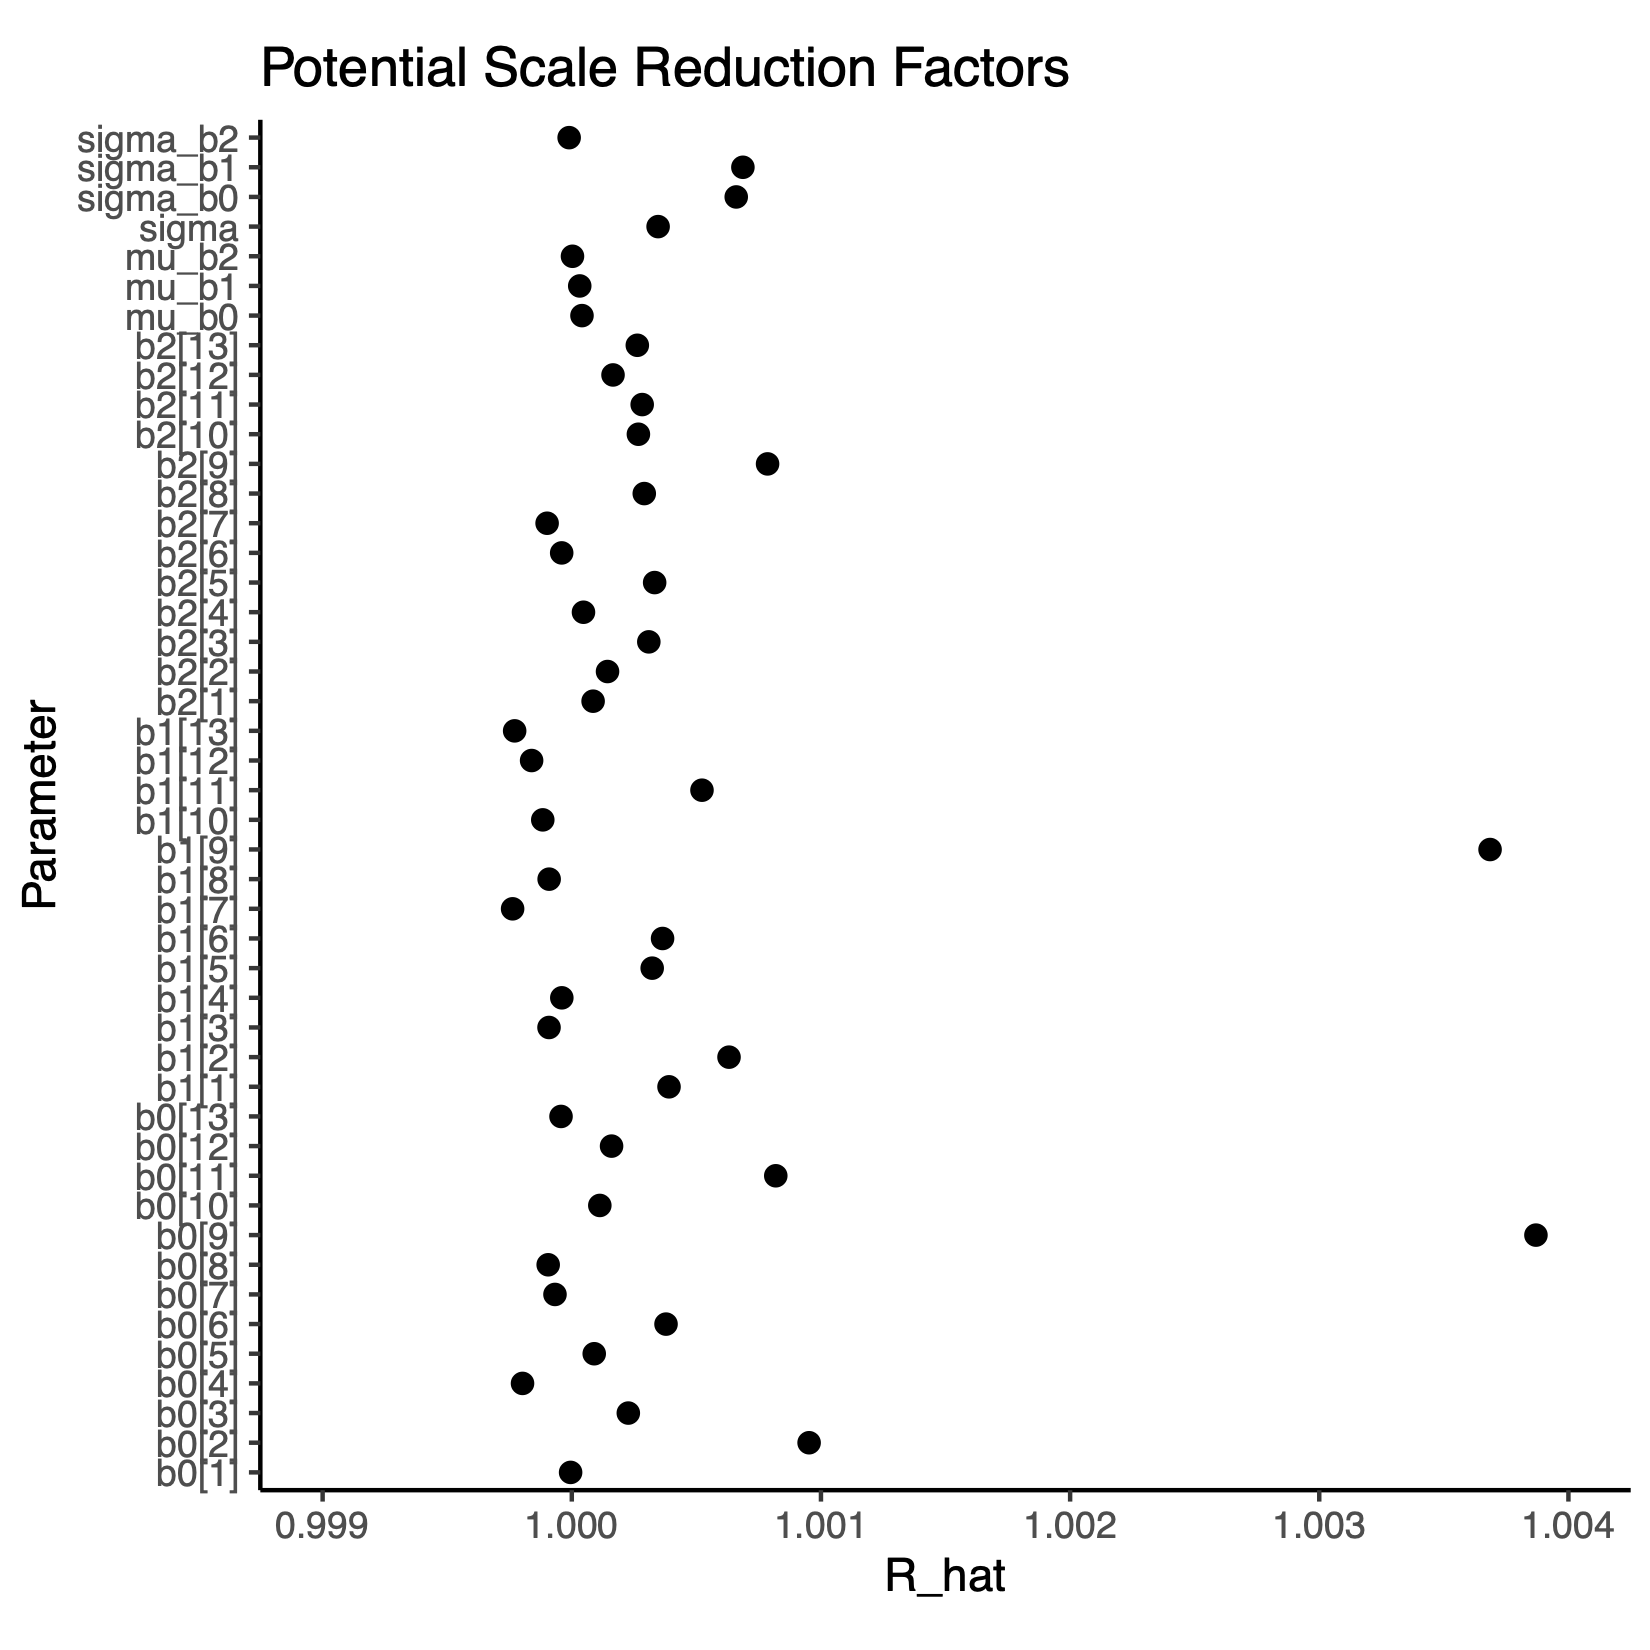 Potential Scale Reduction Factors
sigma_b2
sigma_b1
sigma_b0
sigma
mu_b2
mu_b1
mu_b0
b2[13]
b2[12]
b2[11]
b2[10]
b2[9]
b2[8]
b2[7]
b2[6]
b2[5]
b2[4]
b2[3]
b2[2]
b2[1]
b1[13]
b1[12]
b1[11]
b1[10]
b1[9]
b1[8]
b1[7]
b1[6]
b1[5]
b1[4]
b1[3]
b1[2]
b1[1]
b0[13]
b0[12]
b0[11]
b0[10]
b0[9]
b0[8]
b0[7]
b0[6]
b0[5]
b0[4]
b0[3]
b0[2]
b0[1]
Parameter
0.999 1.000 1.001 1.002 1.003 1.004
R_hat